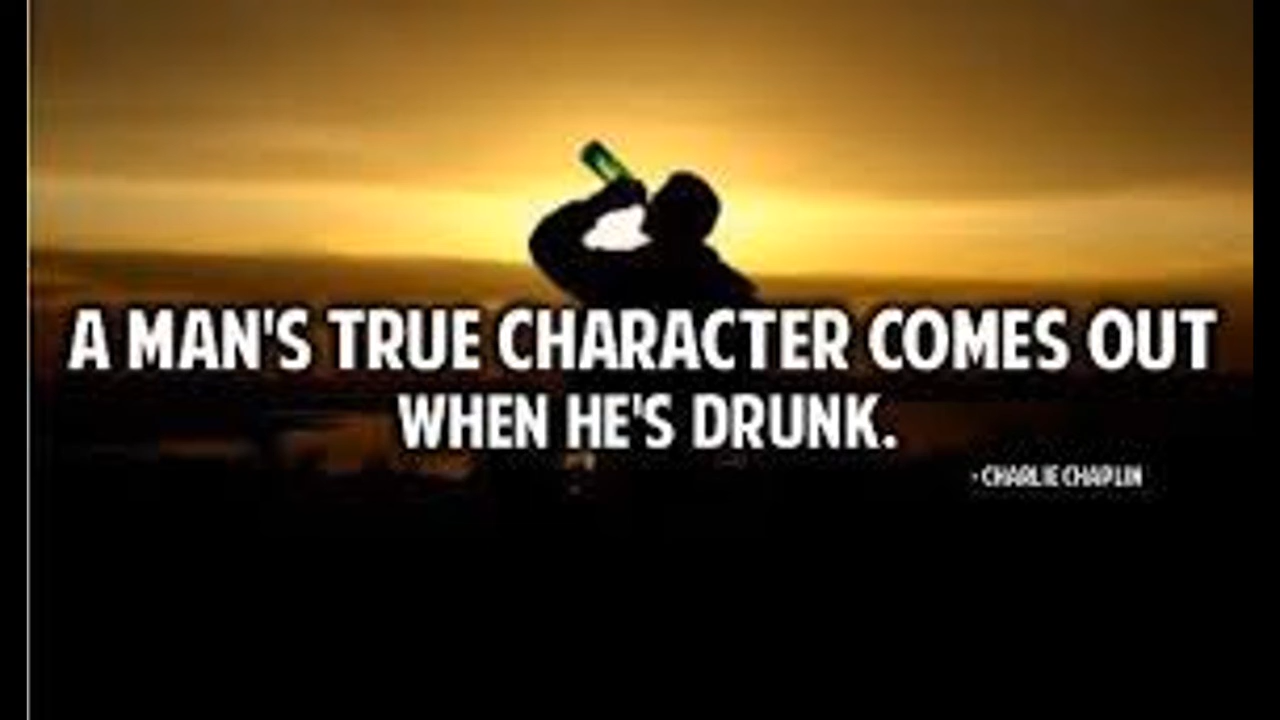 A MAN'S TRUE CHARACTER COMES OUT
WHEN HE'S DRUNK.
- CHARLIE CHAPLIN